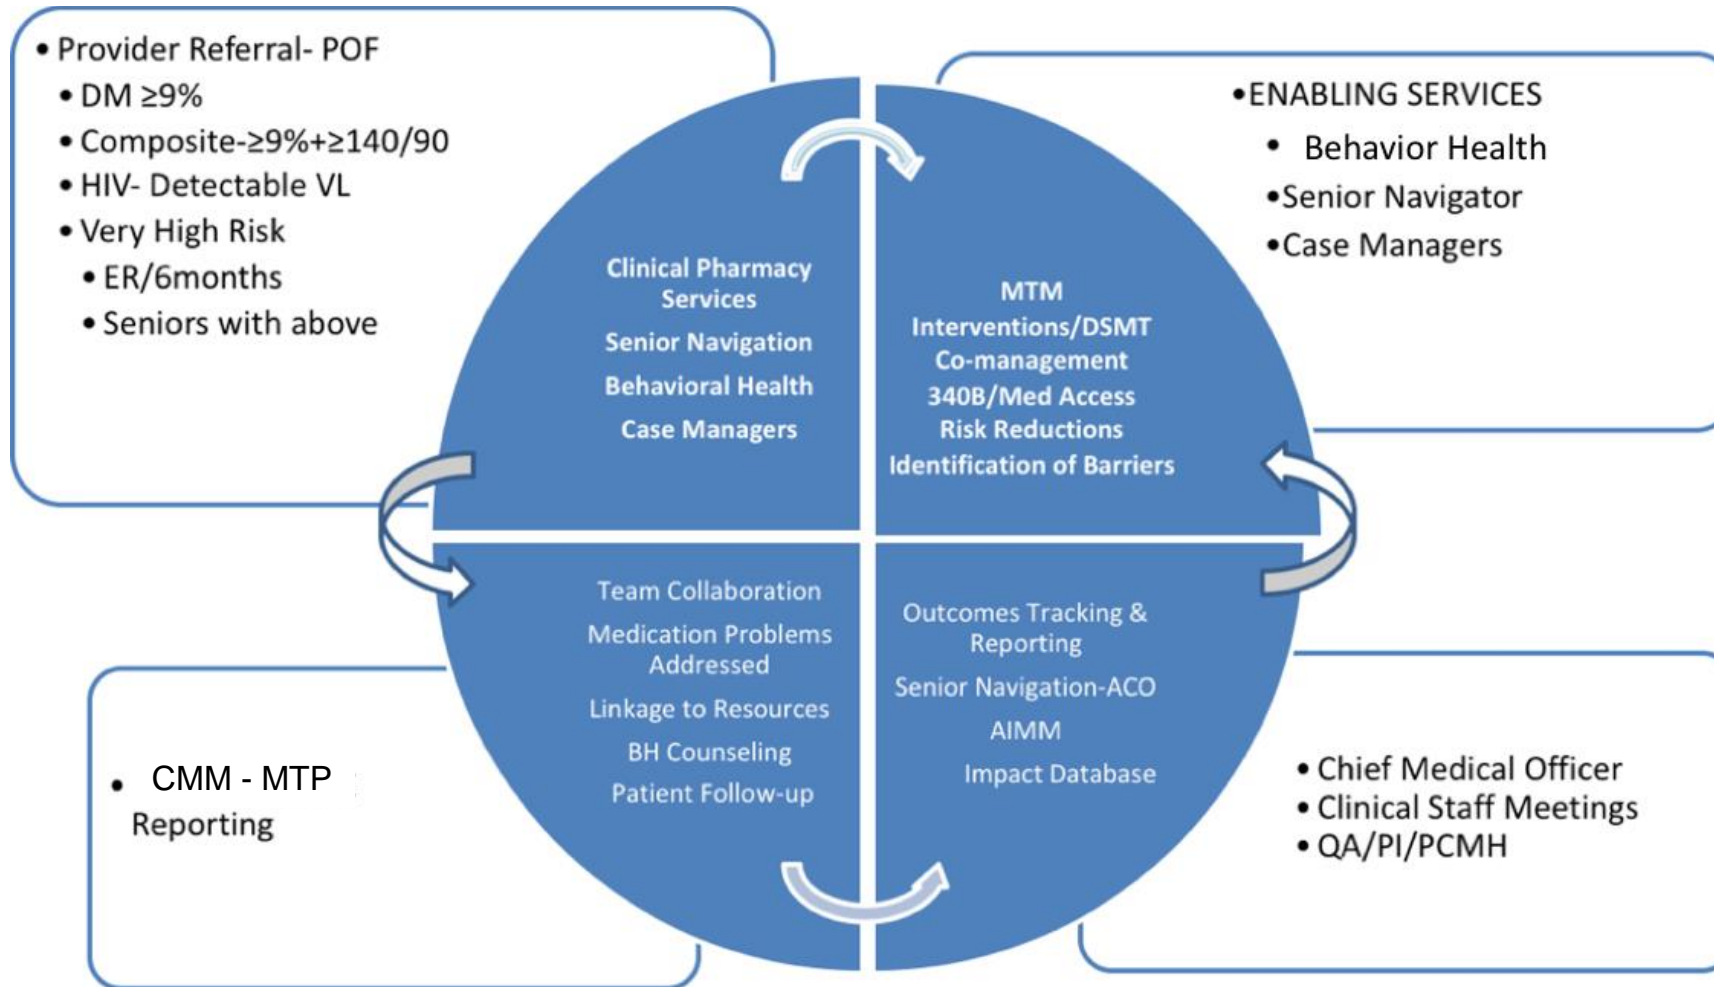 • Provider Referral- POF
• DM ≥9%
• Composite-≥9%+≥140/90
• HIV- Detectable VL
• Very High Risk
• ER/6months
• Seniors with above
•ENABLING SERVICES
• Behavior Health
•Senior Navigator
•Case Managers
Clinical Pharmacy
Services
Senior Navigation
Behavioral Health
Case Managers
MTM
Interventions/DSMT
Co-management
340B/Med Access
Risk Reductions
Identification of Barriers
Team Collaboration
Medication Problems
Addressed
Linkage to Resources
BH Counseling
Patient Follow-up
Outcomes Tracking &
Reporting
Senior Navigation-ACO
AIMM
Impact Database
• CMM - MTP
Reporting
• Chief Medical Officer
• Clinical Staff Meetings
• QA/PI/PCMH